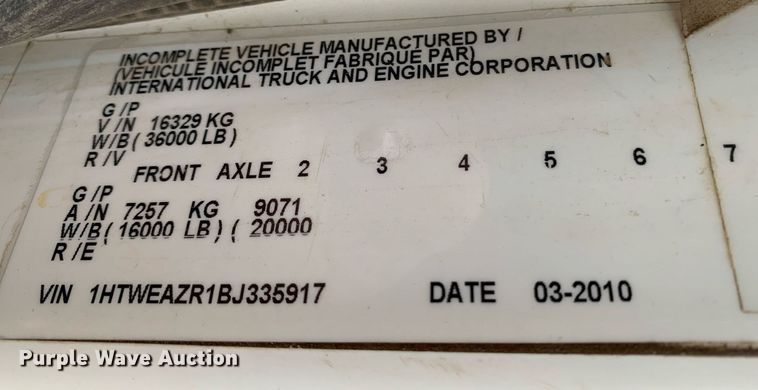 INCOMPLETE VEHICLE MANUFACTURED BY /
(VEHICULE INCOMPLET FABRIQUE PAR)
INTERNATIONAL TRUCK AND ENGINE CORPORATION
G/P
V/N 16329 KG
W/B( 36000 LB)
R/V
FRONT AXLE 2 3 4 5 6 7
G/P
A/N 7257 KG 9071
W/B( 16000 LB) ( 20000
R/E
VIN 1HTWEAZR1BJ335917 DATE 03-2010
Purple Wave Auction